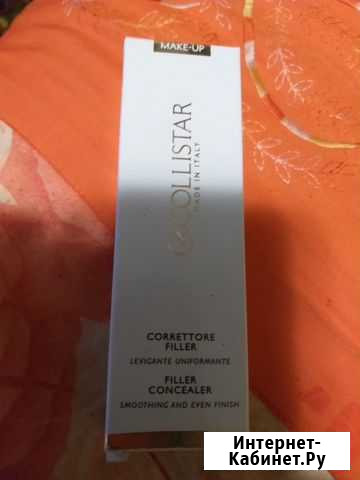 MAKE-UP
COLLISTAR
MADE IN ITALY
CORRETTORE
FILLER
LEVIGANTE UNIFORMANTE
FILLER
CONCEALER
SMOOTHING AND EVEN FINISH
Интернет-
Кабинет.Ру